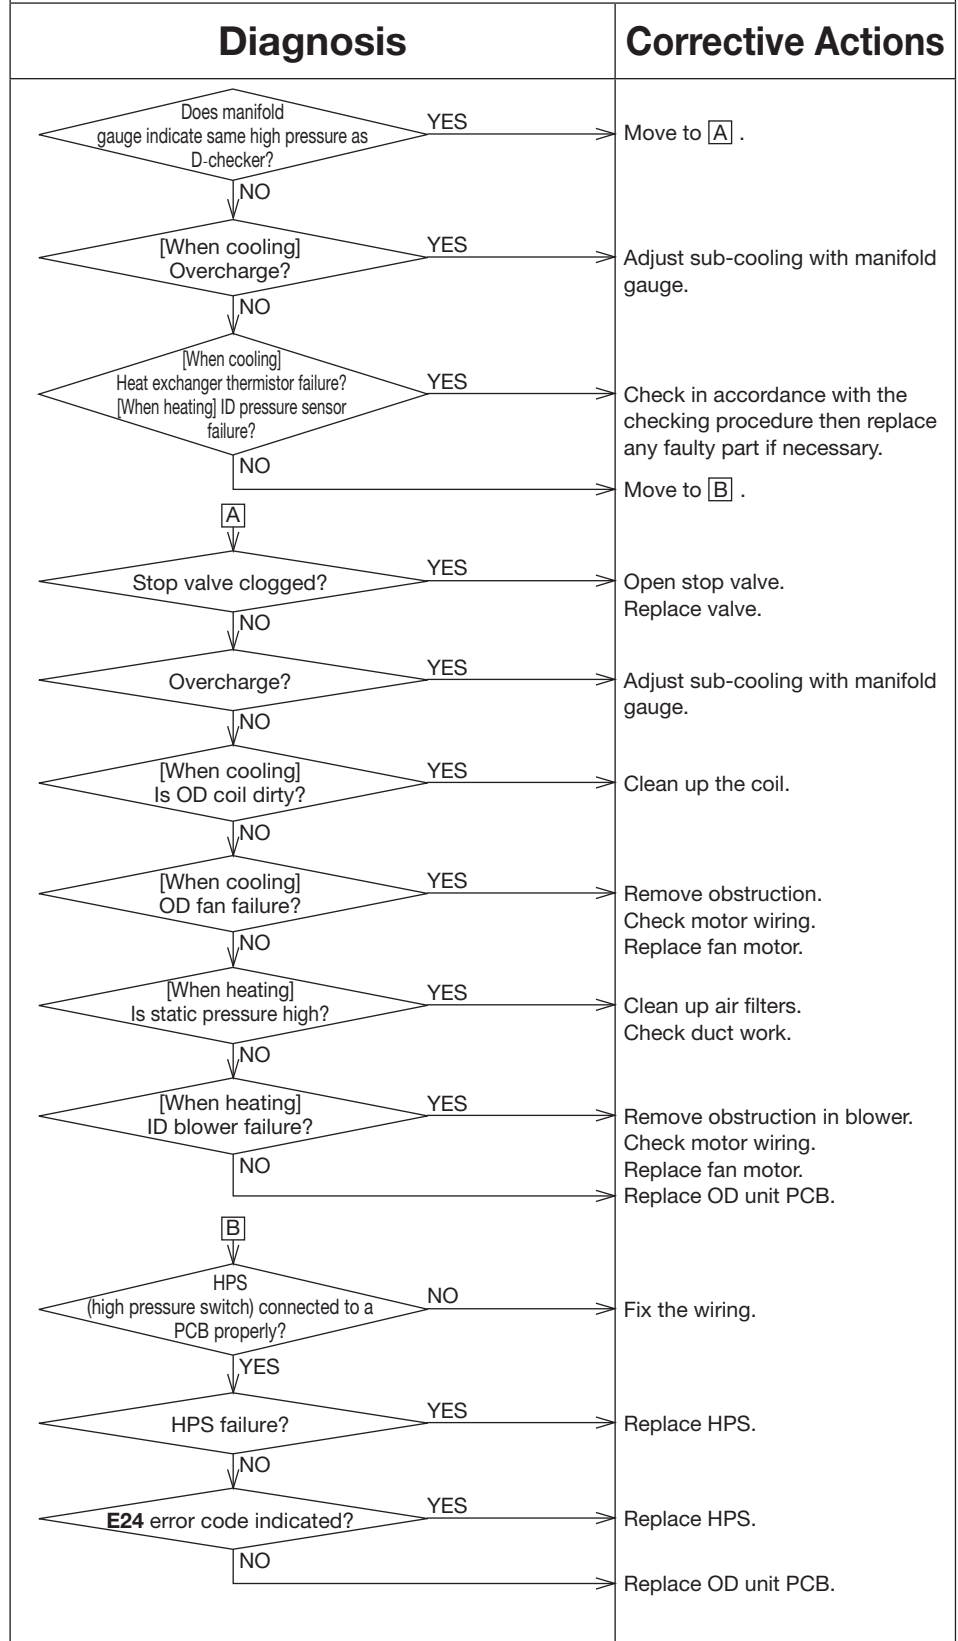 Diagnosis
Corrective Actions
Does manifold
gauge indicate same high pressure as
D-checker?
YES
Move to A .
NO
[When cooling]
Overcharge?
YES
Adjust sub-cooling with manifold
gauge.
NO
[When cooling]
Heat exchanger thermistor failure?
[When heating] ID pressure sensor
failure?
YES
Check in accordance with the
checking procedure then replace
any faulty part if necessary.
NO
Move to B .
A
Stop valve clogged?
YES
Open stop valve.
Replace valve.
NO
Overcharge?
YES
Adjust sub-cooling with manifold
gauge.
NO
[When cooling]
Is OD coil dirty?
YES
Clean up the coil.
NO
[When cooling]
OD fan failure?
YES
Remove obstruction.
Check motor wiring.
Replace fan motor.
NO
[When heating]
Is static pressure high?
YES
Clean up air filters.
Check duct work.
NO
[When heating]
ID blower failure?
YES
Remove obstruction in blower.
Check motor wiring.
Replace fan motor.
NO
Replace OD unit PCB.
B
HPS
(high pressure switch) connected to a
PCB properly?
NO
Fix the wiring.
YES
HPS failure?
YES
Replace HPS.
NO
E24 error code indicated?
YES
Replace HPS.
NO
Replace OD unit PCB.